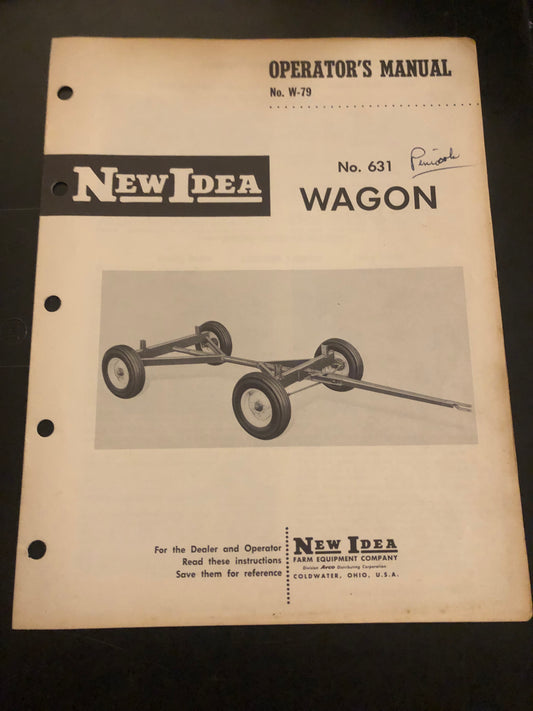 OPERATOR'S MANUAL
No. W-79
NEW IDEA
No. 631
WAGON
For the Dealer and Operator
Read these instructions
Save them for reference
NEW IDEA
FARM EQUIPMENT COMPANY
Division Avco Distributing Corporation
COLDWATER, OHIO, U.S.A.